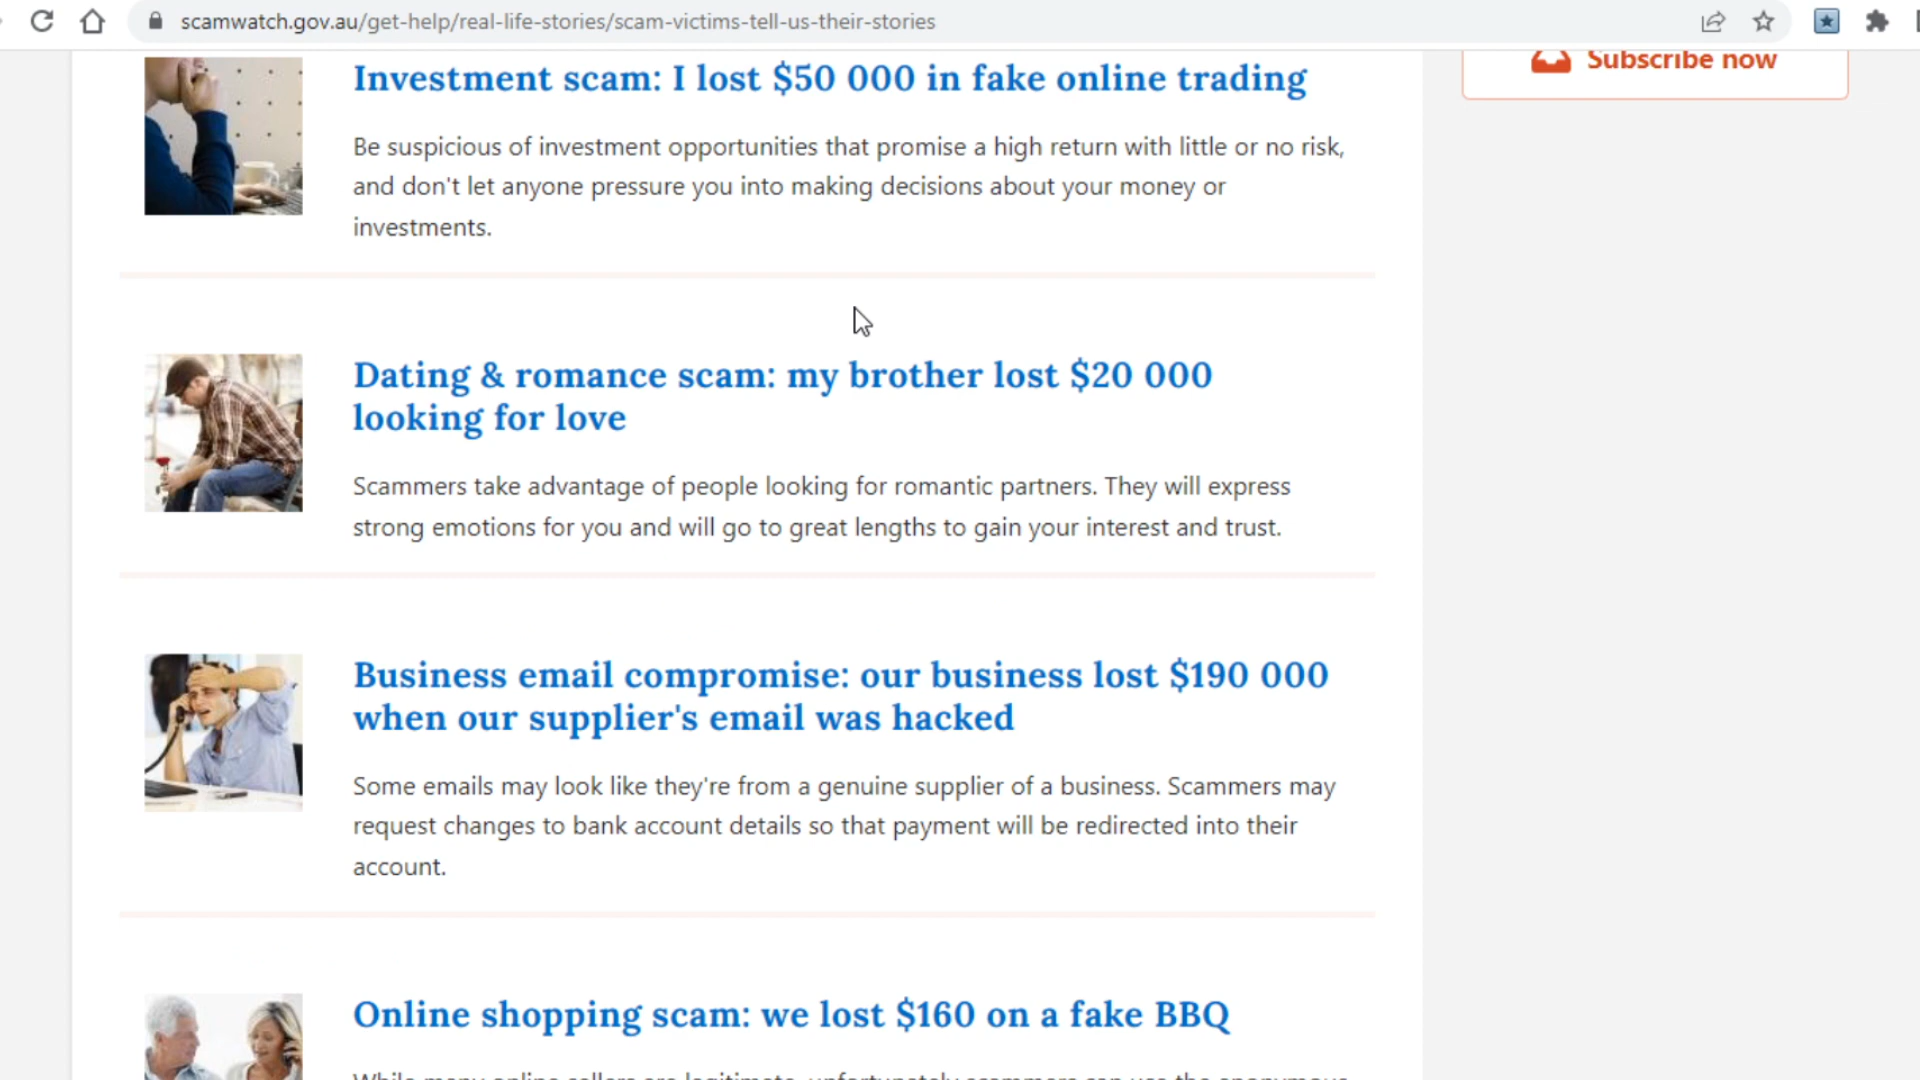 scamwatch.gov.au/get-help/real-life-stories/scam-victims-tell-us-their-stories
Subscribe now
Investment scam: I lost $50 000 in fake online trading
Be suspicious of investment opportunities that promise a high return with little or no risk,
and don't let anyone pressure you into making decisions about your money or
investments.
Dating & romance scam: my brother lost $20 000
looking for love
Scammers take advantage of people looking for romantic partners. They will express
strong emotions for you and will go to great lengths to gain your interest and trust.
Business email compromise: our business lost $190 000
when our supplier's email was hacked
Some emails may look like they're from a genuine supplier of a business. Scammers may
request changes to bank account details so that payment will be redirected into their
account.
Online shopping scam: we lost $160 on a fake BBQ